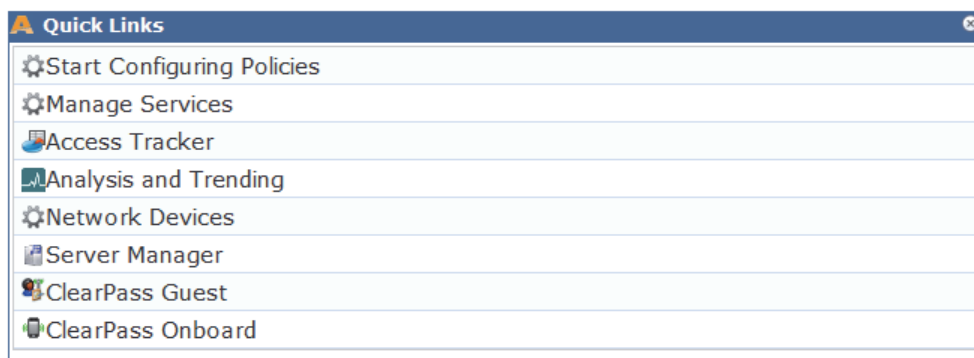 Quick Links
Start Configuring Policies
Manage Services
Access Tracker
Analysis and Trending
Network Devices
Server Manager
ClearPass Guest
ClearPass Onboard